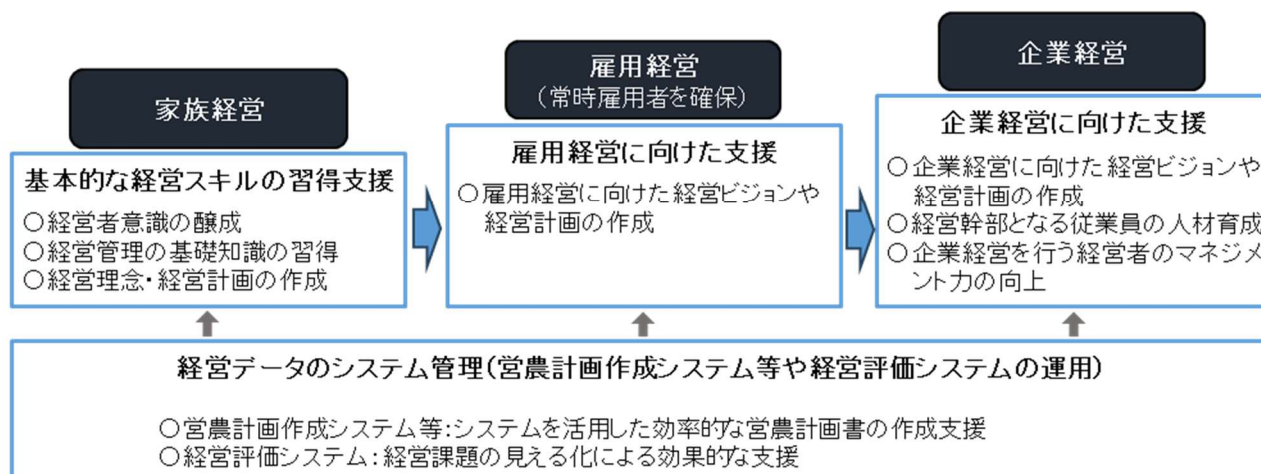 家族経営
基本的な経営スキルの習得支援
○経営者意識の醸成
○経営管理の基礎知識の習得
○経営理念・経営計画の作成
雇用経営
(常時雇用者を確保)
雇用経営に向けた支援
○雇用経営に向けた経営ビジョンや
経営計画の作成
企業経営
企業経営に向けた支援
○企業経営に向けた経営ビジョンや
経営計画の作成
○経営幹部となる従業員の人材育成
○企業経営を行う経営者のマネジメ
ント力の向上
経営データのシステム管理(営農計画作成システム等や経営評価システムの運用)
○営農計画作成システム等:システムを活用した効率的な営農計画書の作成支援
○経営評価システム:経営課題の見える化による効果的な支援